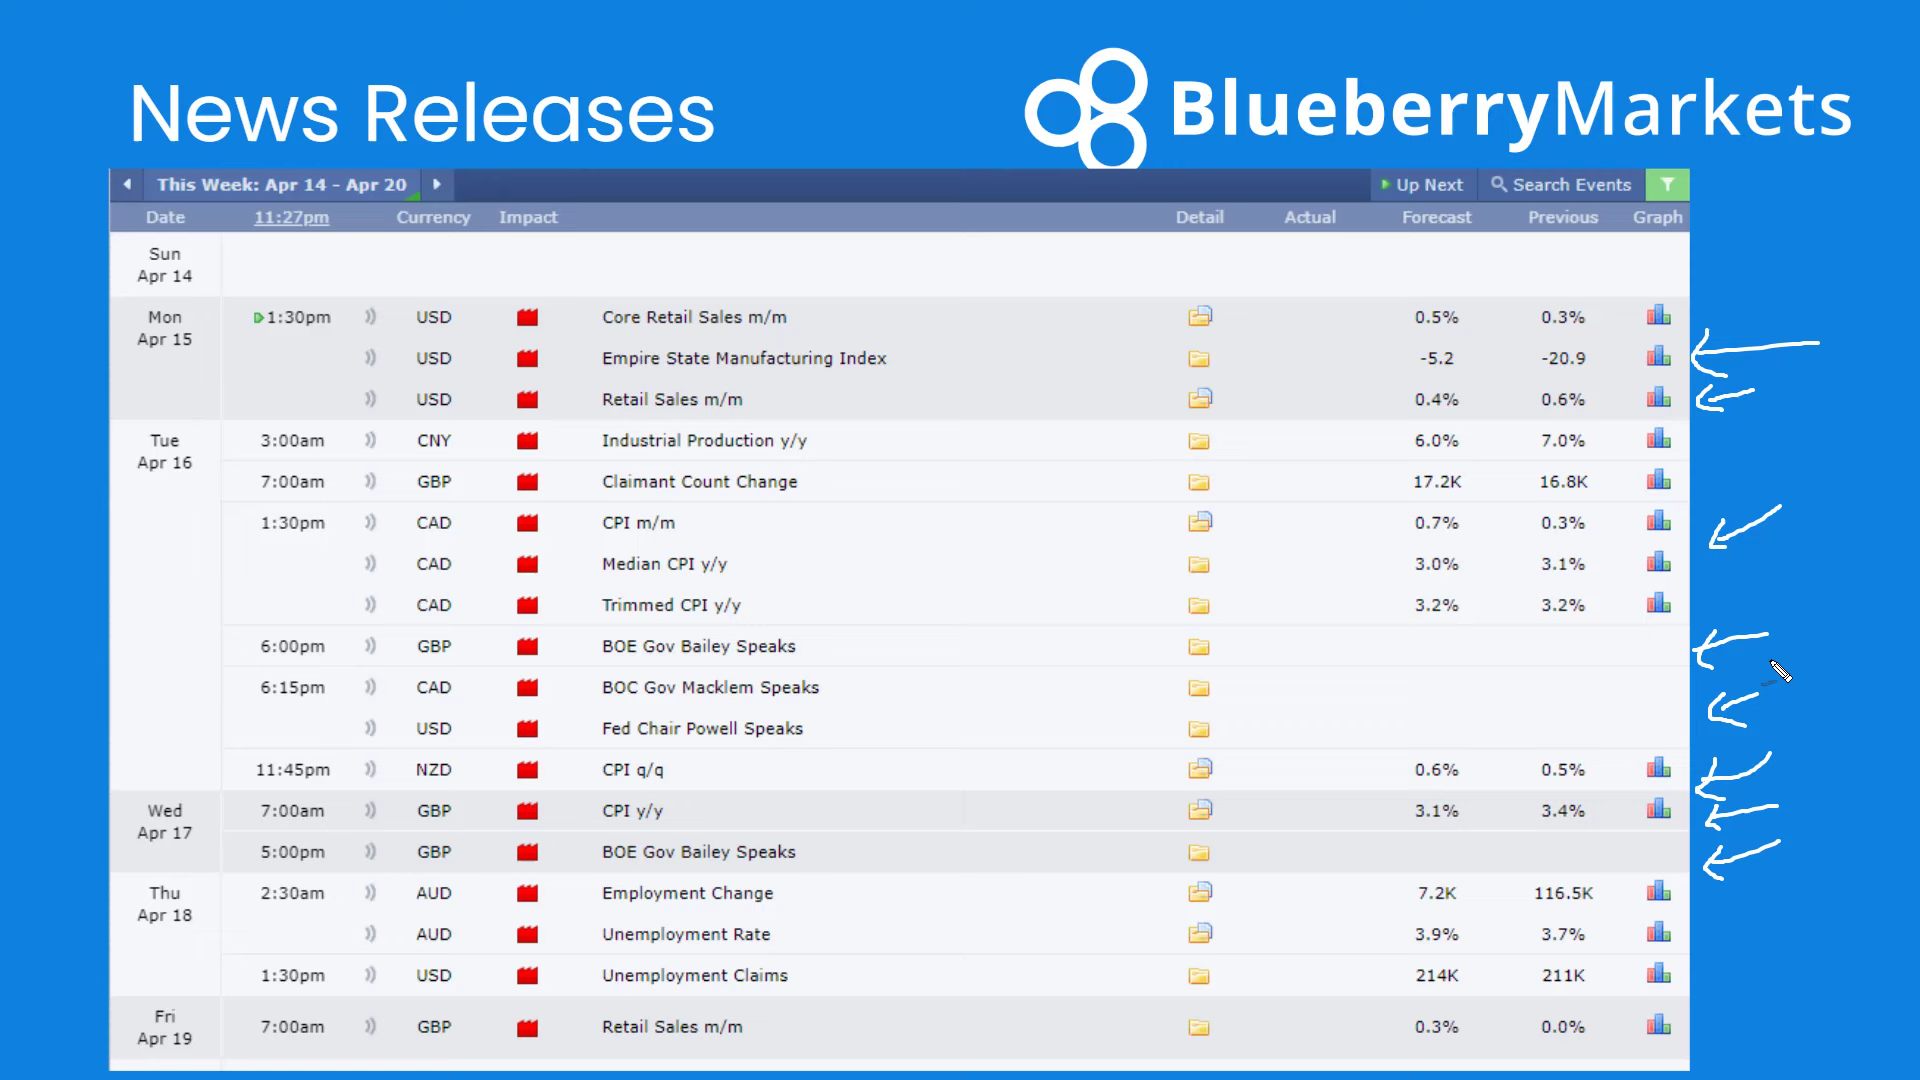 News Releases
BlueberryMarkets
This Week: Apr 14 - Apr 20 Up Next Search Events
Date 11:27pm Currency Impact Detail Actual Forecast Previous Graph
Sun
Apr 14
Mon
Apr 15
1:30pm USD Core Retail Sales m/m 0.5% 0.3%
USD Empire State Manufacturing Index -5.2 -20.9
USD Retail Sales m/m 0.4% 0.6%
Tue
Apr 16
3:00am CNY Industrial Production y/y 6.0% 7.0%
7:00am GBP Claimant Count Change 17.2K 16.8K
1:30pm CAD CPI m/m 0.7% 0.3%
CAD Median CPI y/y 3.0% 3.1%
CAD Trimmed CPI y/y 3.2% 3.2%
6:00pm GBP BOE Gov Bailey Speaks
6:15pm CAD BOC Gov Macklem Speaks
USD Fed Chair Powell Speaks
11:45pm NZD CPI q/q 0.6% 0.5%
Wed
Apr 17
7:00am GBP CPI y/y 3.1% 3.4%
5:00pm GBP BOE Gov Bailey Speaks
Thu
Apr 18
2:30am AUD Employment Change 7.2K 116.5K
AUD Unemployment Rate 3.9% 3.7%
1:30pm USD Unemployment Claims 214K 211K
Fri
Apr 19
7:00am GBP Retail Sales m/m 0.3% 0.0%